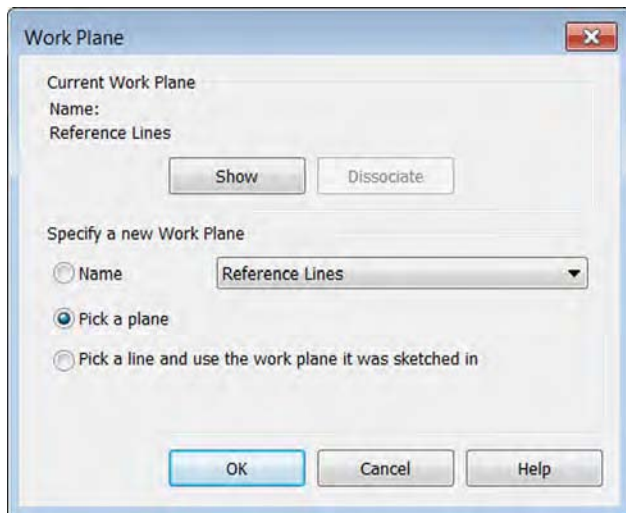 Work Plane
Current Work Plane
Name:
Reference Lines
Show Dissociate
Specify a new Work Plane
Name Reference Lines
Pick a plane
Pick a line and use the work plane it was sketched in
OK Cancel Help